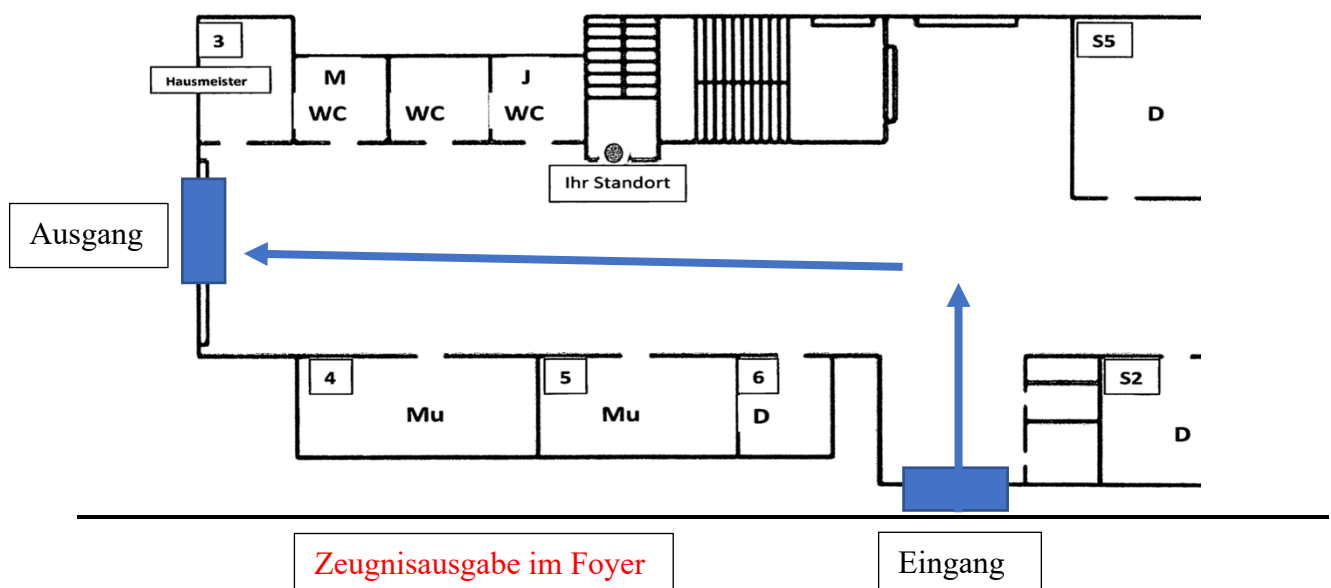 3
S5
Hausmeister
M
J
WC
WC
WC
D
Ihr Standort
Ausgang
4
5
6
S2
Mu
Mu
D
D
Zeugnisausgabe im Foyer
Eingang